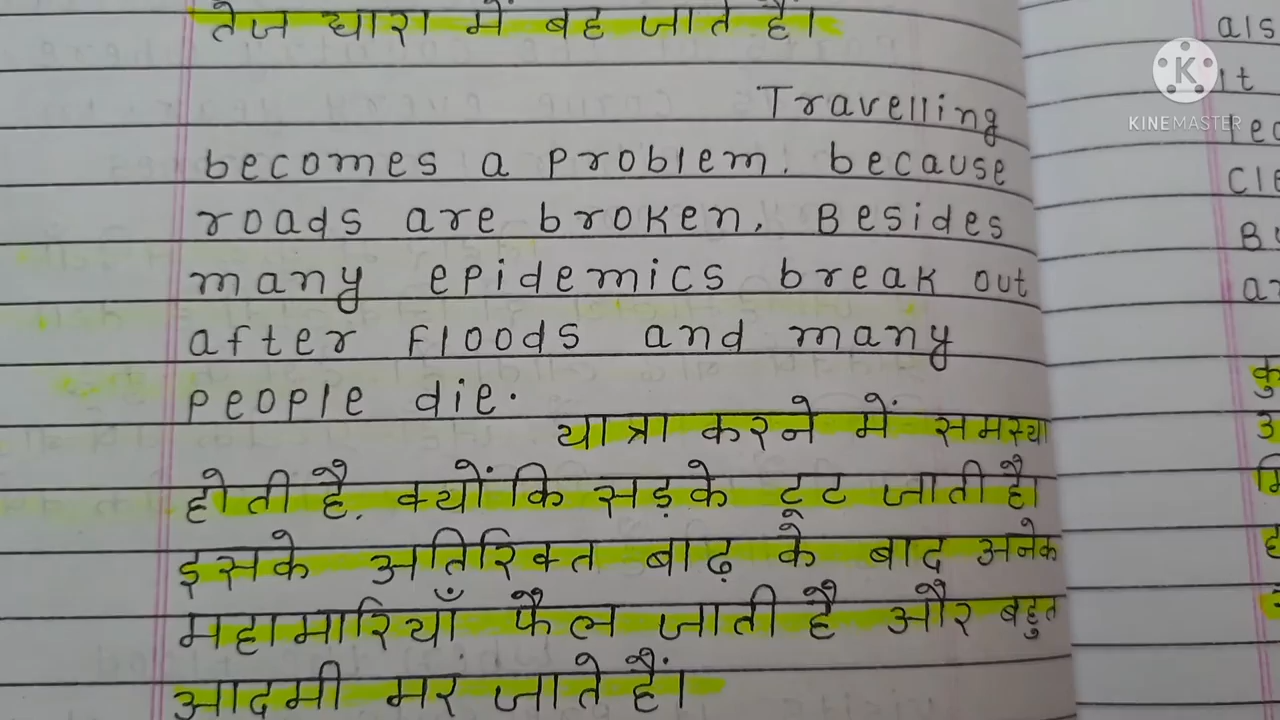 तेज धारा में बह जाते हैं।
Travelling
becomes a problem. because
roads are broken. Besides
many epidemics break out
after floods and many
people die.
यात्रा करने में समस्या
होती है. क्योंकि सड़के टूट जाती है।
इसके अतिरिक्त बाढ़ के बाद अनेक
महामारियाँ फैल जाती है और बहुत
आदमी मर जाते हैं।
K
KINEMASTER
It